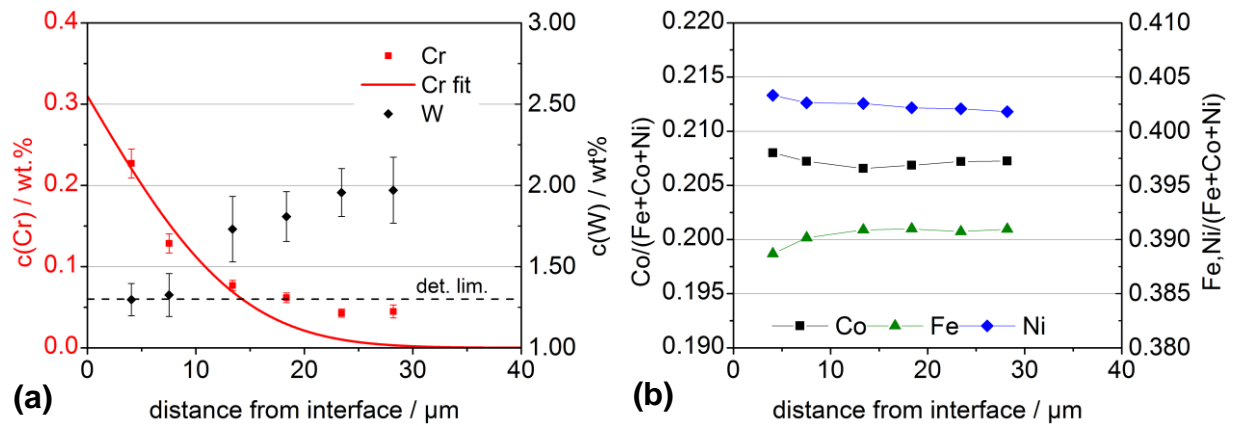 0.4
0.3
0.2
0.1
0.0
c(Cr) / wt.%
3.00
2.50
2.00
1.50
1.00
c(W) / wt%
Cr
Cr fit
W
det. lim.
0 10 20 30 40
distance from interface / µm
(a)
0.220
0.215
0.210
0.205
0.200
0.195
0.190
Co/(Fe+Co+Ni)
0.410
0.405
0.400
0.395
0.390
0.385
0.380
Fe,Ni/(Fe+Co+Ni)
Co Fe Ni
0 10 20 30 40
distance from interface / µm
(b)